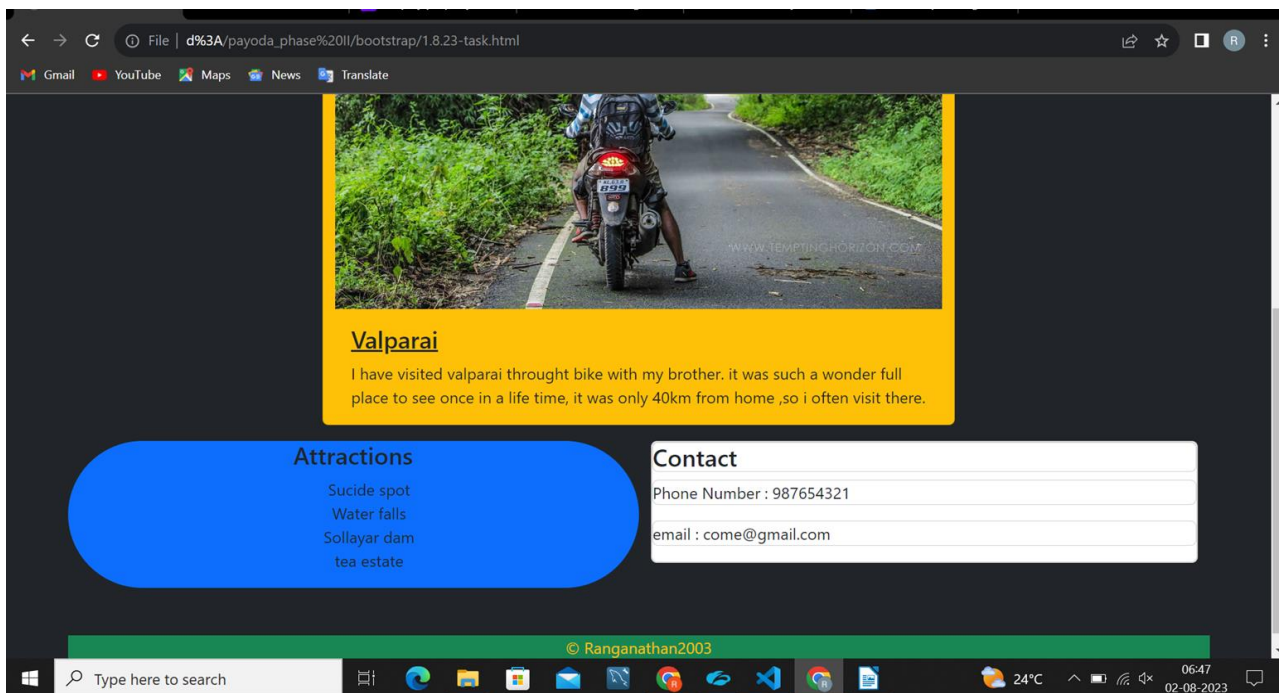 File | d%3A/payoda_phase%20II/bootstrap/1.8.23-task.html
R
Gmail YouTube Maps News Translate
899
WWW.TEMPTINGHORIZON.COM
Valparai
I have visited valparai throught bike with my brother. it was such a wonder full
place to see once in a life time, it was only 40km from home ,so i often visit there.
Attractions
Sucide spot
Water falls
Sollayar dam
tea estate
Contact
Phone Number : 987654321
email : come@gmail.com
© Ranganathan2003
Type here to search
24°C
06:47
02-08-2023